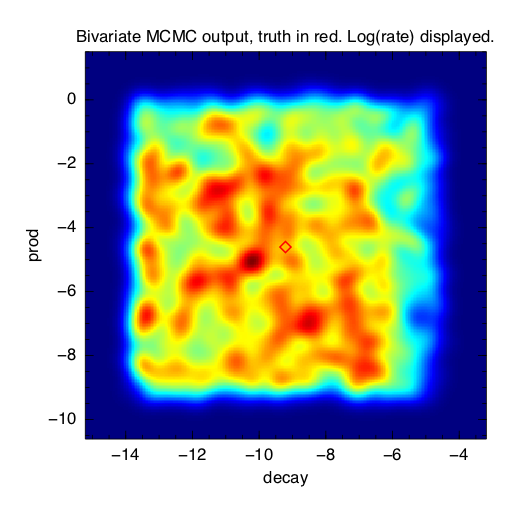 Bivariate MCMC output, truth in red. Log(rate) displayed.
0
−2
−4
−6
−8
−10
prod
−14 −12 −10 −8 −6 −4
decay